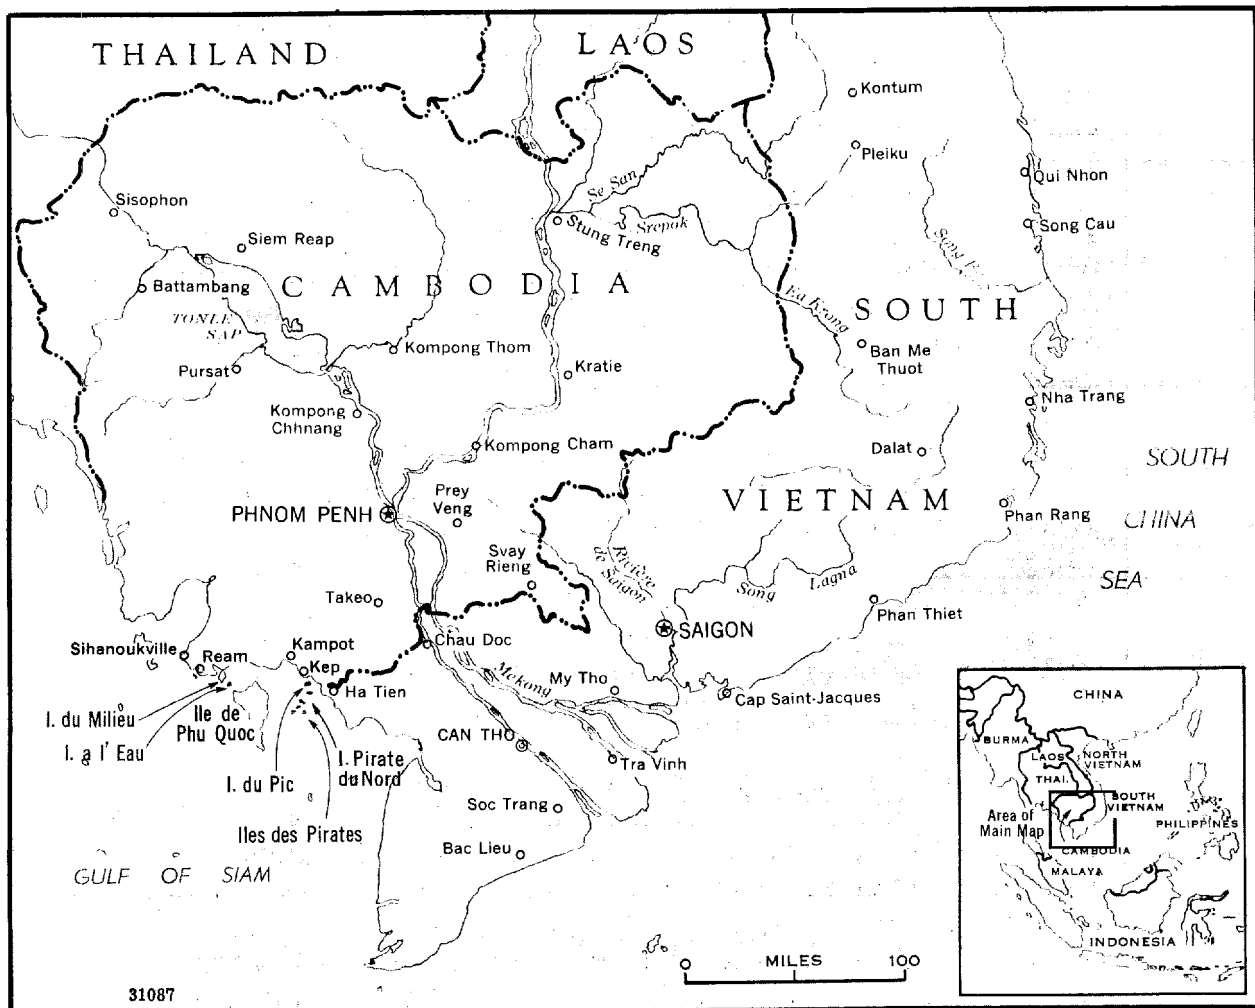 THAILAND
LAOS
Kontum
Pleiku
Qui Nhon
Se San
Sisophon
Stung Treng
Srepok
Song Cau
Siem Reap
Song
CAMBODIA
Battambang
SOUTH
TONLE
SAP
Ea Krong
Kompong Thom
Ban Me
Thuot
Pursat
Kratie
Nha Trang
Kompong
Chhnang
Kompong Cham
Dalat
SOUTH
CHINA
SEA
VIETNAM
Prey
Veng
PHNOM PENH
Phan Rang
Svay
Rieng
Rivière
de Saigon
Song Lagna
Takeo
Phan Thiet
SAIGON
Chau Doc
Sihanoukville
Kampot
Ream
Kep
Ha Tien
Mekong
My Tho
Cap Saint-Jacques
I. du Milieu
Ile de
Phu Quoc
I. a l' Eau
CAN THO
I. Pirate
du Nord
I. du Pic
Tra Vinh
Soc Trang
Iles des Pirates
Bac Lieu
GULF OF SIAM
MILES
0 100
31087
CHINA
BURMA
LAOS
NORTH
VIETNAM
THAI.
SOUTH
VIETNAM
Area of
Main Map
PHILIPPINES
CAMBODIA
MALAYA
INDONESIA